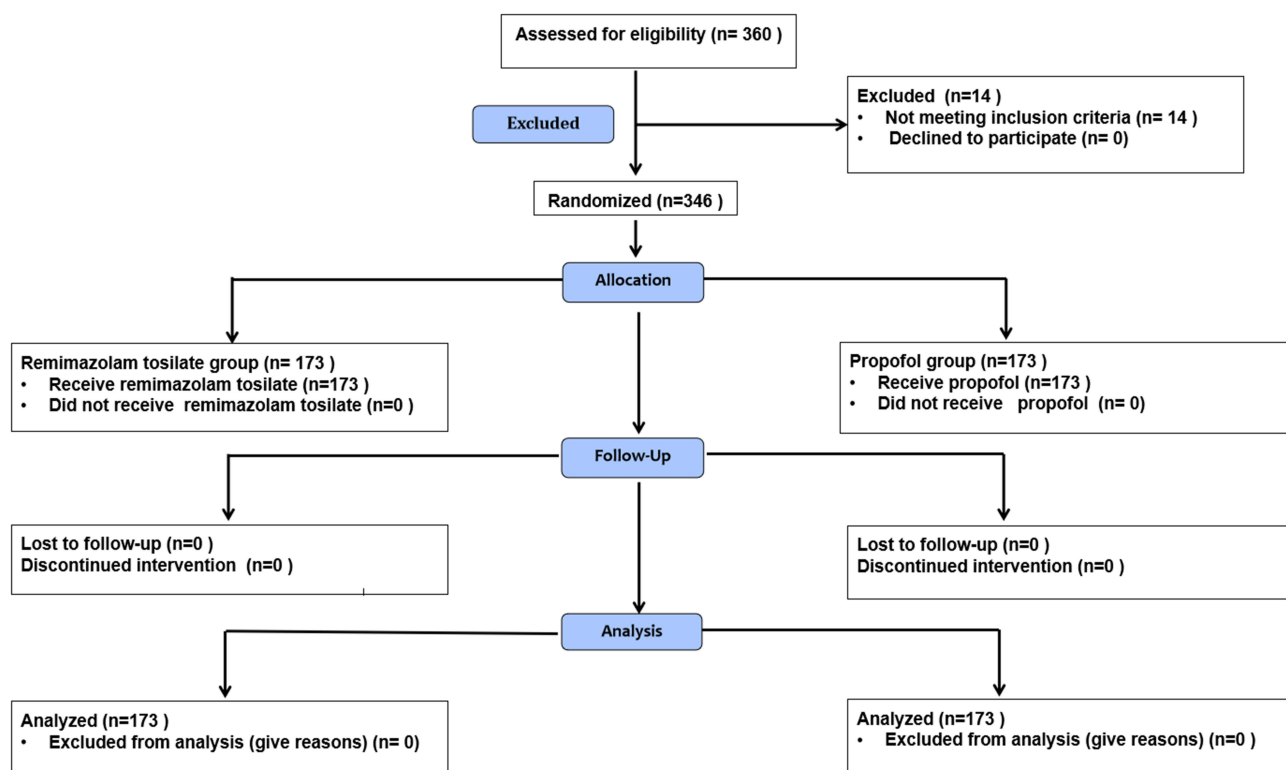 Assessed for eligibility (n= 360 )
Excluded
Excluded (n=14 )
• Not meeting inclusion criteria (n= 14 )
• Declined to participate (n= 0)
Randomized (n=346 )
Allocation
Remimazolam tosilate group (n= 173 )
• Receive remimazolam tosilate (n=173 )
• Did not receive remimazolam tosilate (n=0 )
Propofol group (n=173 )
• Receive propofol (n=173 )
• Did not receive propofol (n= 0)
Follow-Up
Lost to follow-up (n=0 )
Discontinued intervention (n=0 )
Lost to follow-up (n=0 )
Discontinued intervention (n=0 )
Analysis
Analyzed (n=173 )
• Excluded from analysis (give reasons) (n= 0)
Analyzed (n=173 )
• Excluded from analysis (give reasons) (n=0 )